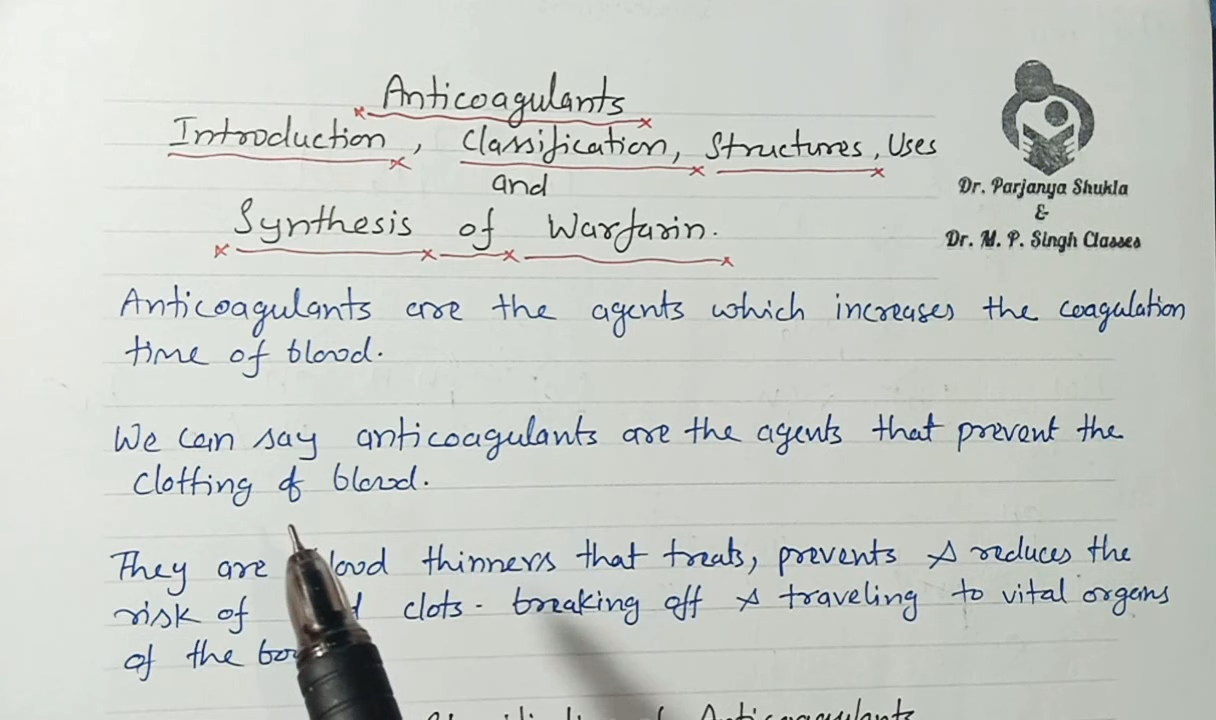 Anticoagulants
Introduction, Classification, Structures, Uses
and
Synthesis of Warfarin.
Dr. Parjanya Shukla
&
Dr. M. P. Singh Classes
Anticoagulants are the agents which increases the coagulation
time of blood.
We can say anticoagulants are the agents that prevent the
clotting of blood.
They are thinners that treats, prevents & reduces the
risk of clots - breaking off & traveling to vital organs
of the
of Anticoagulants